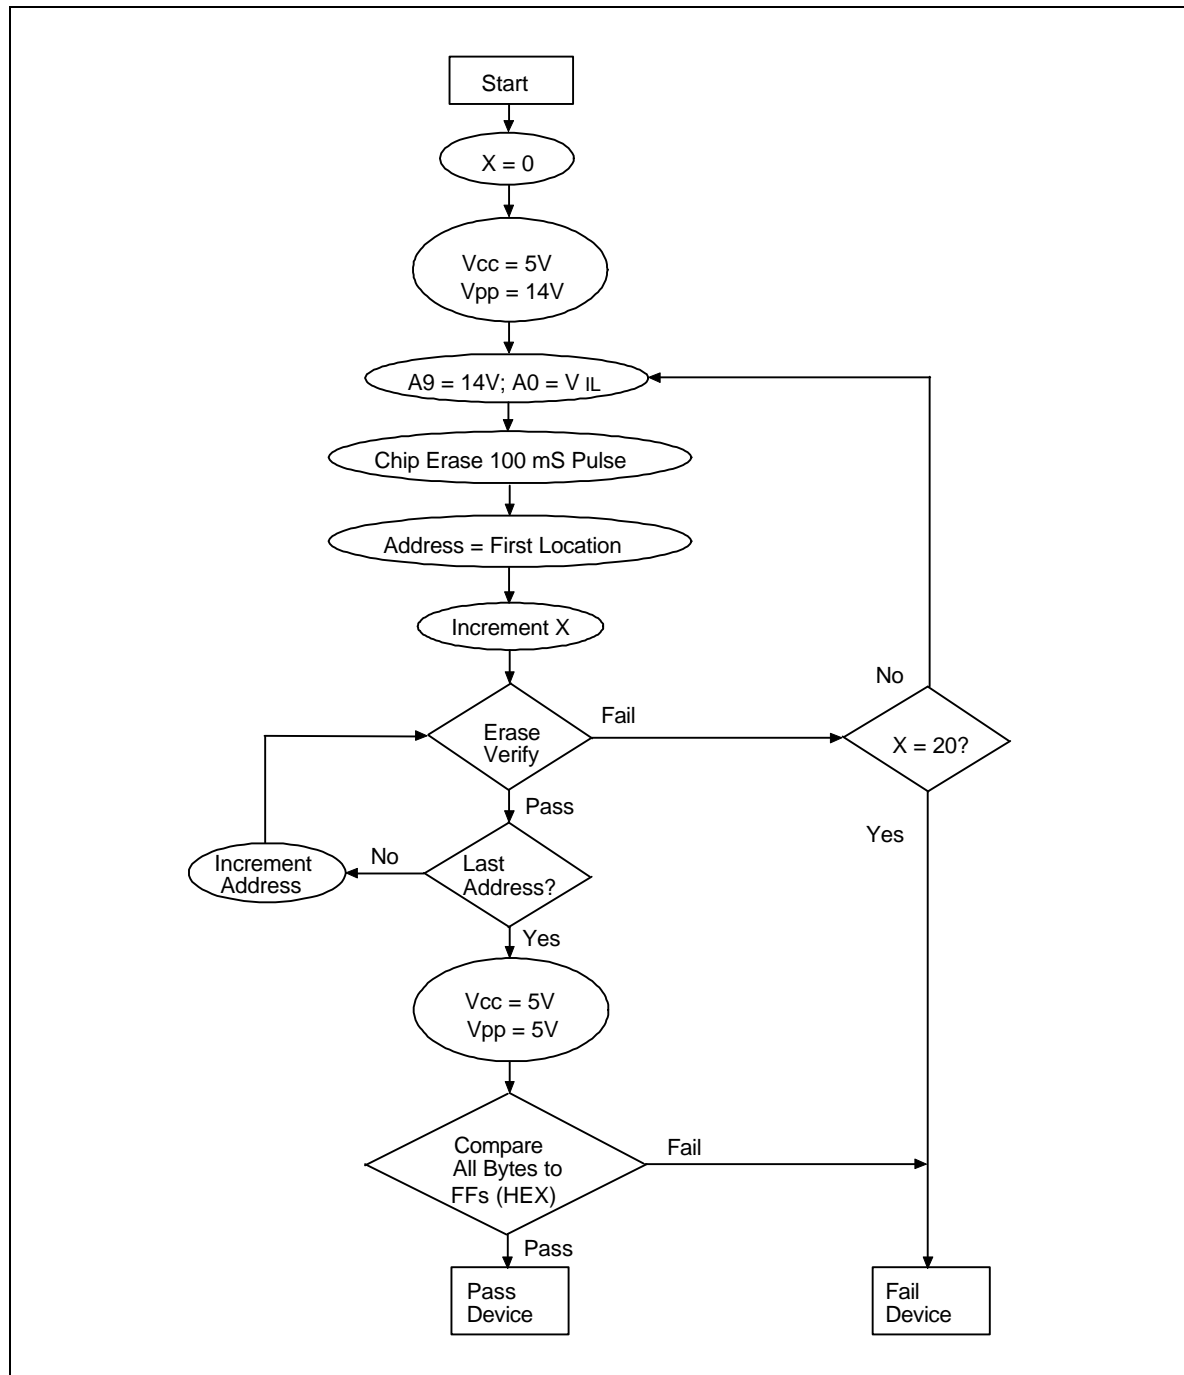 Start
X = 0
Vcc = 5V
Vpp = 14V
A9 = 14V; A0 = V IL
Chip Erase 100 mS Pulse
Address = First Location
Increment X
Erase
Verify
Fail
No
X = 20?
Yes
Pass
Increment
Address
No
Last
Address?
Yes
Vcc = 5V
Vpp = 5V
Compare
All Bytes to
FFs (HEX)
Fail
Pass
Pass
Device
Fail
Device